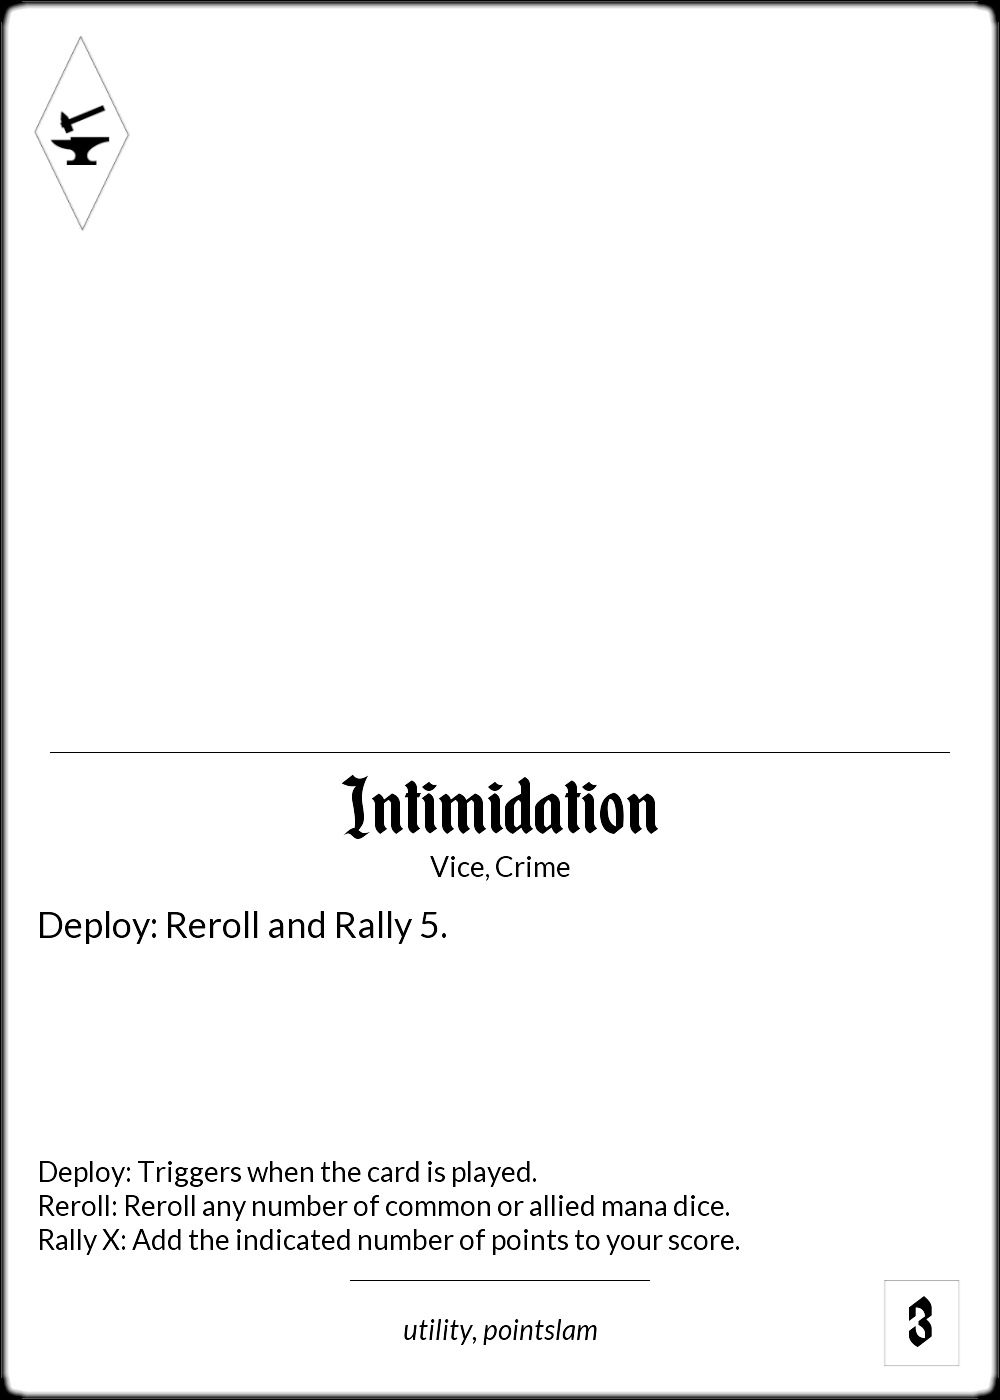 Intimidation
Vice, Crime
Deploy: Reroll and Rally 5.
Deploy: Triggers when the card is played.
Reroll: Reroll any number of common or allied mana dice.
Rally X: Add the indicated number of points to your score.
utility, pointslam
3